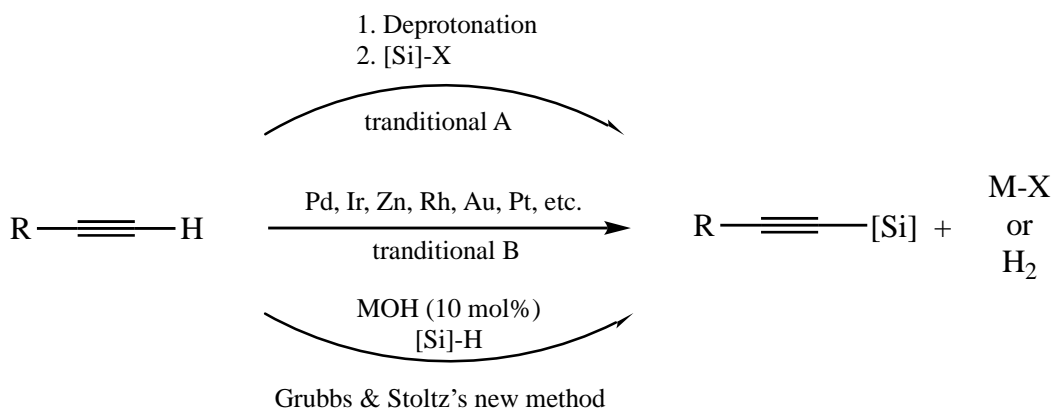 1. Deprotonation
2. [Si]-X
tranditional A
Pd, Ir, Zn, Rh, Au, Pt, etc.
tranditional B
MOH (10 mol%)
[Si]-H
Grubbs & Stoltz's new method
R H
R [Si] +
M-X
or
H2